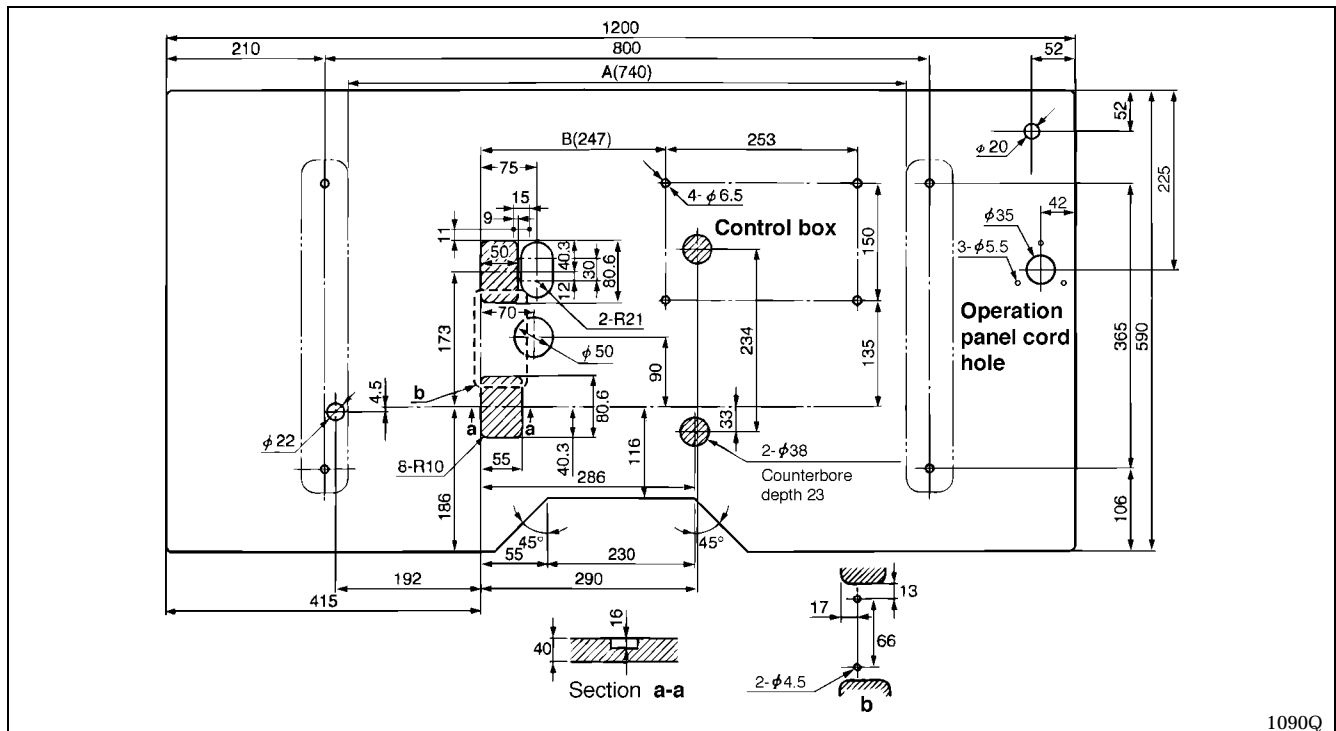 1200
210
800
52
A(740)
52
φ20
B(247)
253
225
75
4-φ6.5
15
42
9
11
Control box
φ35
50
40.3
30
80.6
150
3-φ5.5
12
2-R21
70
Operation
panel cord
hole
173
φ50
234
365
590
90
135
4.5
b
80.6
33
a
a
φ22
116
2-φ38
8-R10
55
40.3
Counterbore
depth 23
286
186
106
45°
45°
55
230
192
290
13
415
17
16
66
40
2-φ4.5
Section a-a
b
1090Q